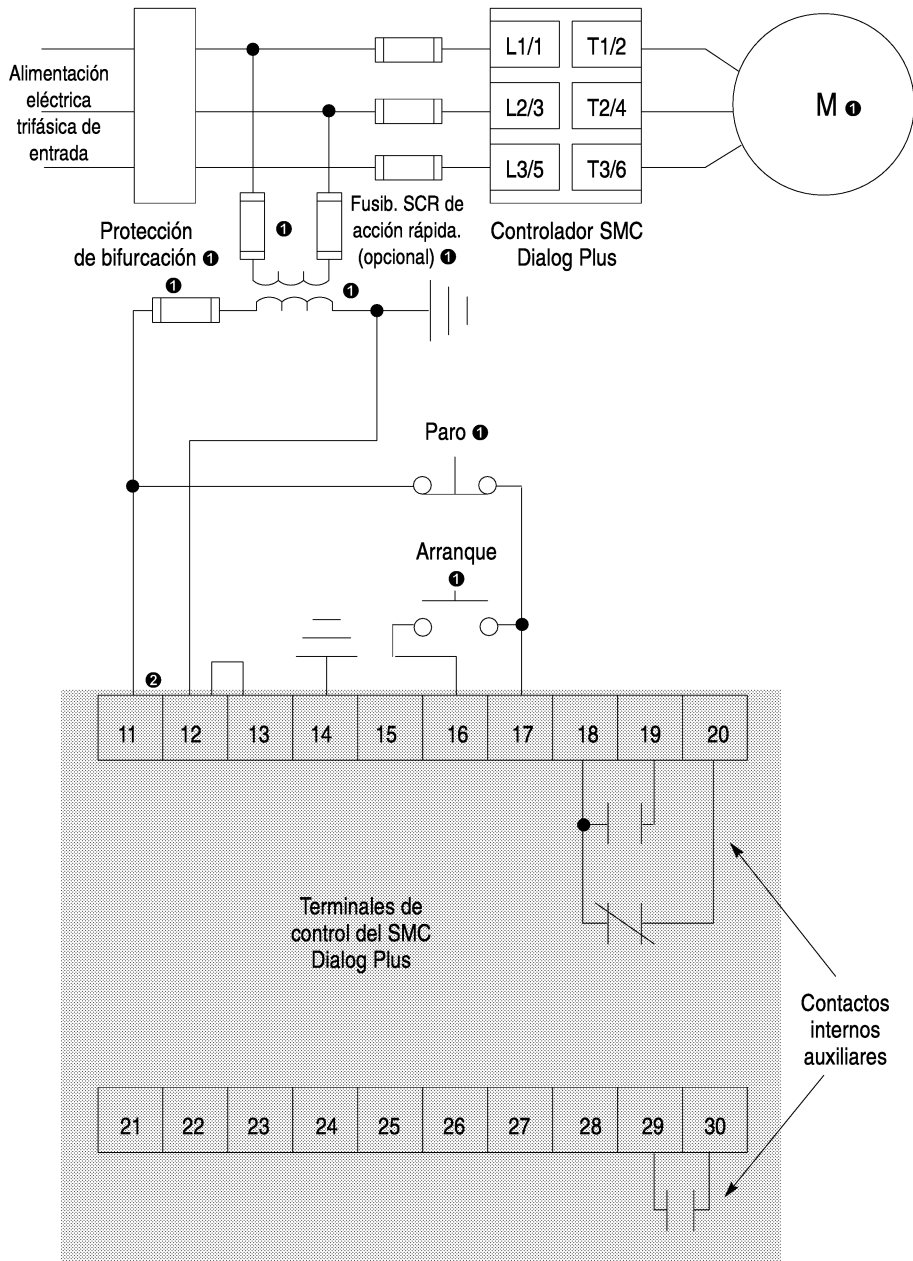 L1/1 T1/2
Alimentación
eléctrica
trifásica de
entrada
L2/3 T2/4
M ❶
L3/5 T3/6
Protección
de bifurcación ❶
❶
Fusib. SCR de
acción rápida.
(opcional) ❶
Controlador SMC
Dialog Plus
❶
❶
Paro ❶
Arranque
❶
❷
11 12 13 14 15 16 17 18 19 20
Terminales de
control del SMC
Dialog Plus
Contactos
internos
auxiliares
21 22 23 24 25 26 27 28 29 30